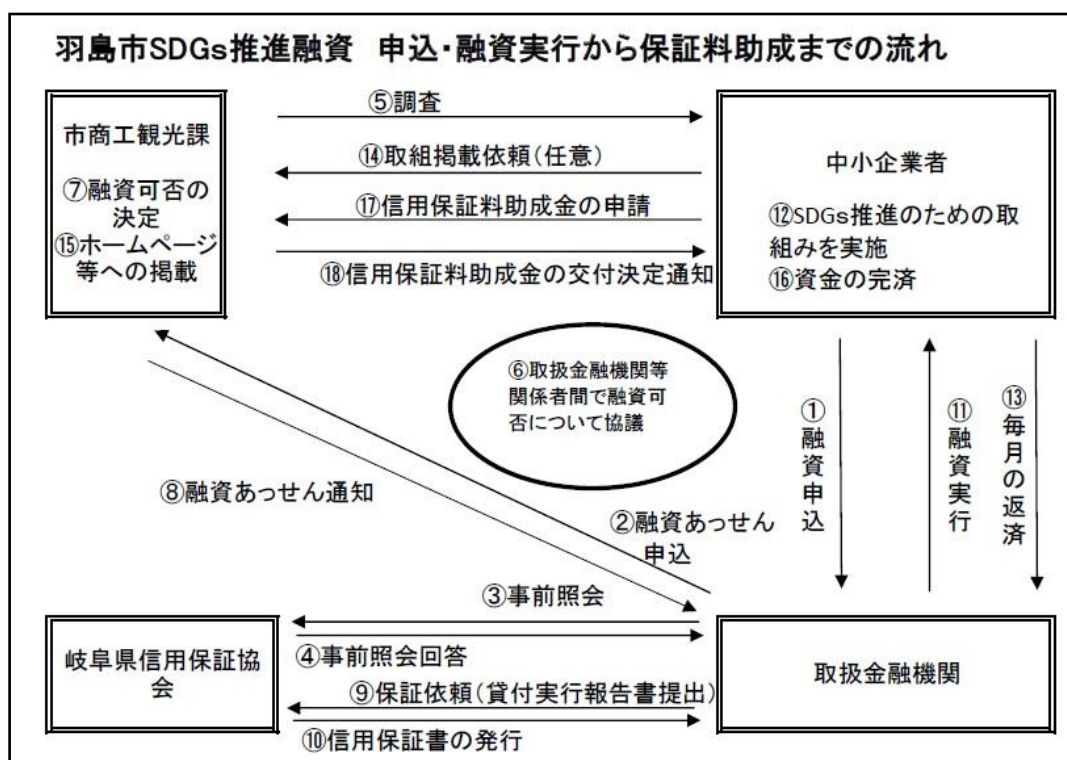 羽島市SDGs推進融資　申込・融資実行から保証料助成までの流れ
市商工観光課
⑦融資可否の
決定
⑮ホームページ
等への掲載
⑤調査
⑭取組掲載依頼（任意）
⑰信用保証料助成金の申請
⑱信用保証料助成金の交付決定通知
中小企業者
⑫SDGs推進のための取
組みを実施
⑯資金の完済
⑥取扱金融機関等
関係者間で融資可
否について協議
①融資申込
⑪融資実行
⑬毎月の返済
⑧融資あっせん通知
②融資あっせん
申込
③事前照会
④事前照会回答
⑨保証依頼（貸付実行報告書提出）
⑩信用保証書の発行
岐阜県信用保証協
会
取扱金融機関